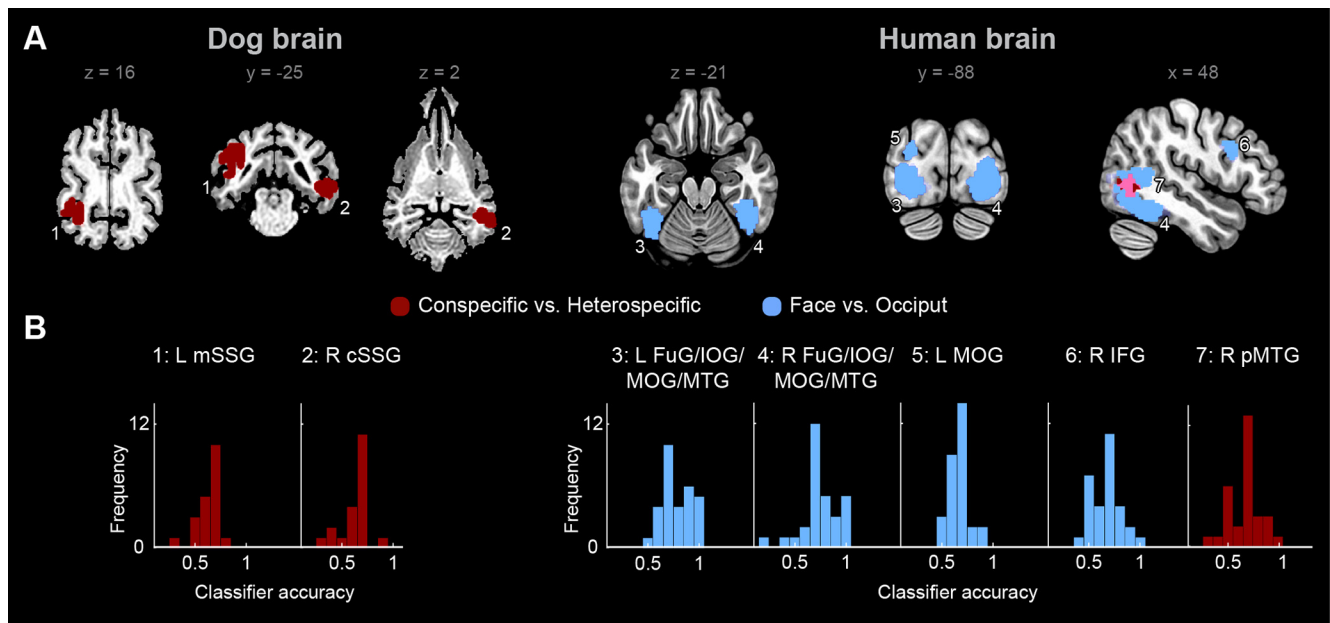 A
Dog brain
Human brain
z = 16
y = -25
z = 2
z = -21
y = -88
x = 48
1
1
2
2
3
4
5
3
4
6
7
4
Conspecific vs. Heterospecific
Face vs. Occiput
B
1: L mSSG
2: R cSSG
3: L FuG/IOG/
MOG/MTG
4: R FuG/IOG/
MOG/MTG
5: L MOG
6: R IFG
7: R pMTG
Frequency
12
0
0.5
1
0.5
1
Classifier accuracy
Frequency
12
0
0.5
1
0.5
1
0.5
1
0.5
1
0.5
1
Classifier accuracy